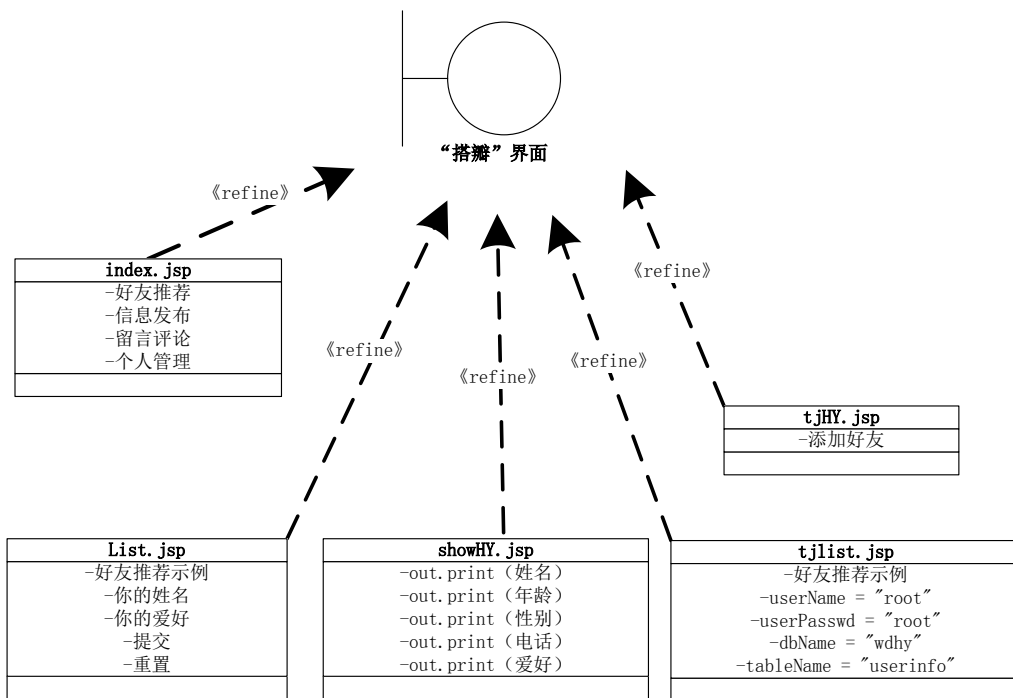 “搭瓣”界面
《refine》
index.jsp
-好友推荐
-信息发布
-留言评论
-个人管理
《refine》
《refine》
《refine》
《refine》
tjHY.jsp
-添加好友
List.jsp
-好友推荐示例
-你的姓名
-你的爱好
-提交
-重置
showHY.jsp
-out.print（姓名）
-out.print（年龄）
-out.print（性别）
-out.print（电话）
-out.print（爱好）
tjlist.jsp
-好友推荐示例
-userName = "root"
-userPasswd = "root"
-dbName = "wdhy"
-tableName = "userinfo"